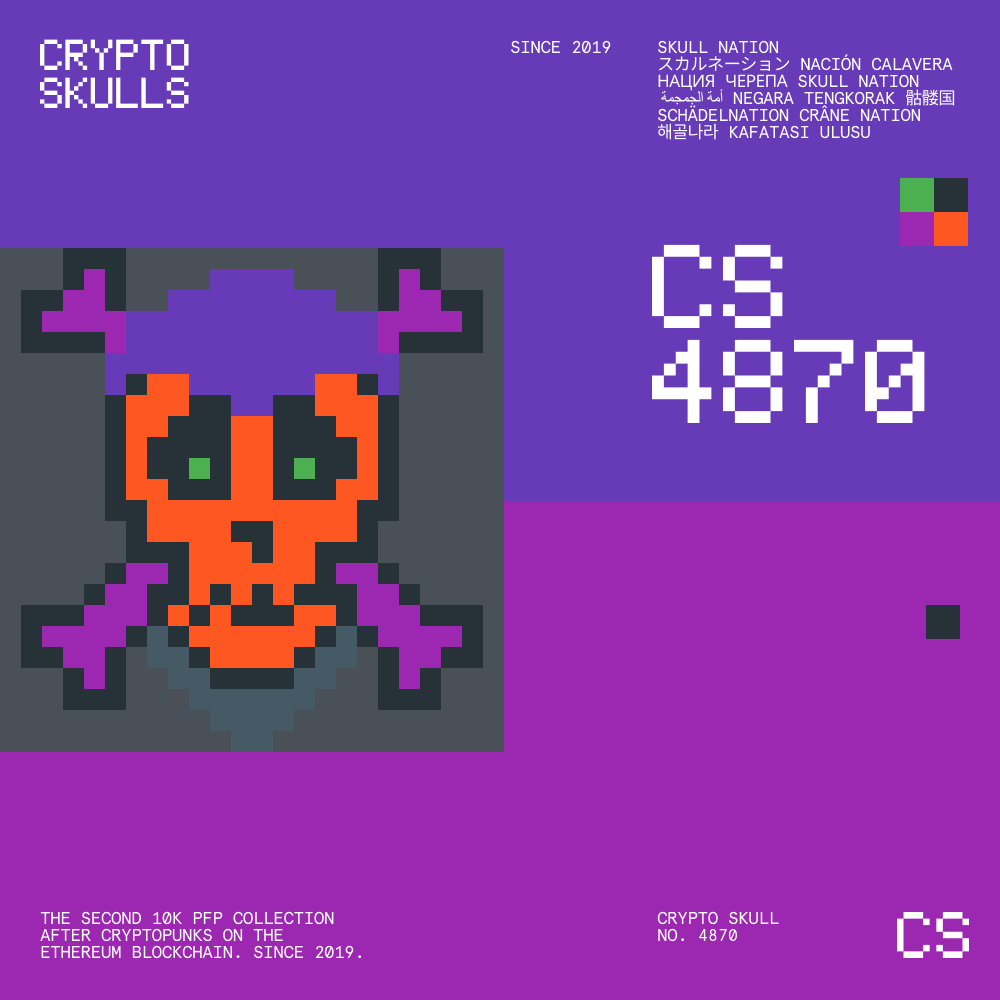 CRYPTO
SKULLS
SINCE 2019
SKULL NATION
スカルネーション NACIÓN CALAVERA
НАЦИЯ ЧЕРЕПА SKULL NATION
أمة الجمجمة NEGARA TENGKORAK 骷髅国
SCHÄDELNATION CRÂNE NATION
해골나라 KAFATASI ULUSU
CS
4870
THE SECOND 10K PFP COLLECTION
AFTER CRYPTOPUNKS ON THE
ETHEREUM BLOCKCHAIN. SINCE 2019.
CRYPTO SKULL
NO. 4870
CS